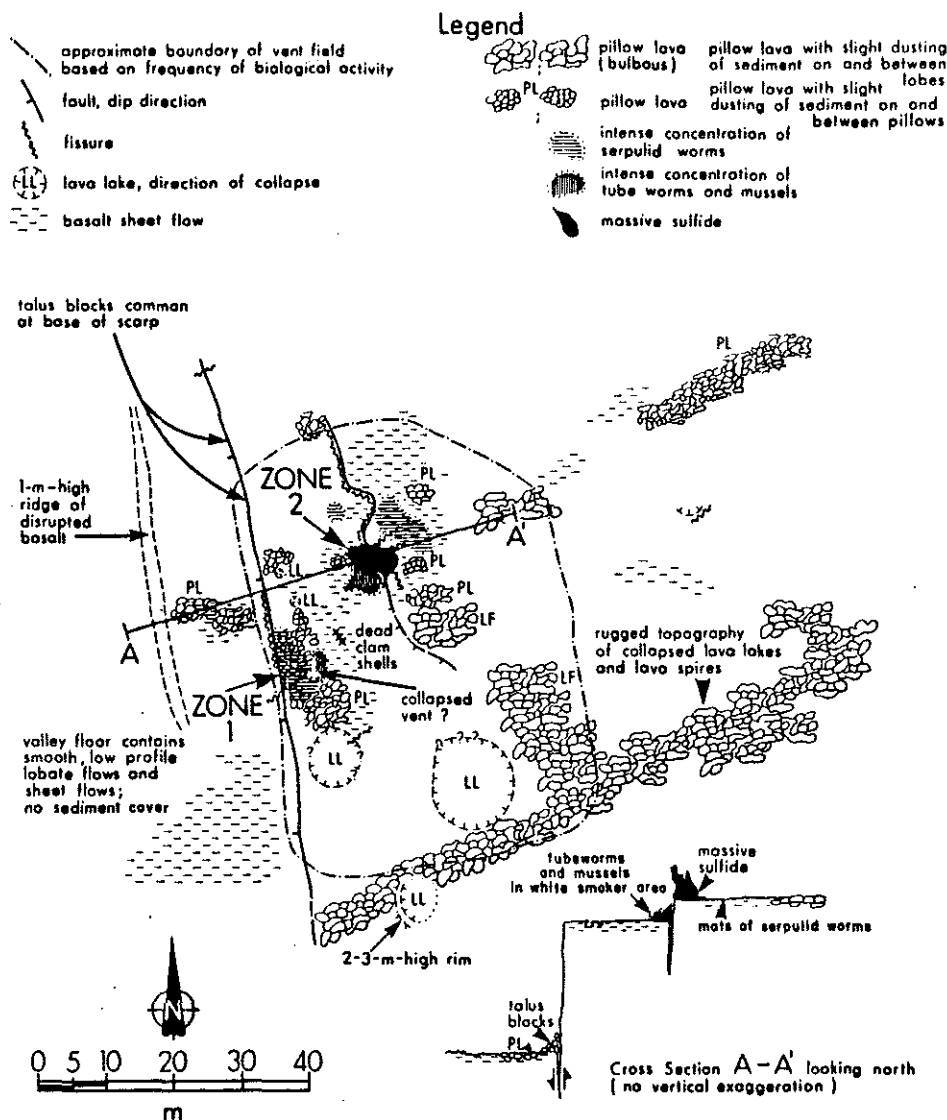 Legend
approximate boundary of vent field
based on frequency of biological activity
fault, dip direction
fissure
LL
lava lake, direction of collapse
basalt sheet flow
pillow lava
(bulbous)
;
pillow lava with slight dusting
of sediment on and between
lobes
PL
;
pillow lava
pillow lava with slight
dusting of sediment on and
between pillows
intense concentration of
serpulid worms
intense concentration of
tube worms and mussels
massive sulfide
talus blocks common
at base of scarp
PL
1-m-high
ridge of
disrupted
basalt
ZONE
2
PL
A'
LL
PL
PL
LL
PL
LF
A
dead
clam
shells
rugged topography
of collapsed lava lakes
and lava spires
ZONE
1
PL
collapsed
vent ?
LF
valley floor contains
smooth, low profile
lobate flows and
sheet flows;
no sediment cover
? ?
LL
? ?
LL
LL
2-3-m-high rim
tubeworms
and mussels
in white smoker area
massive
sulfide
mats of serpulid worms
talus
blocks
PL
N
0 5 10 20 30 40
m
Cross Section A-A' looking north
(no vertical exaggeration)